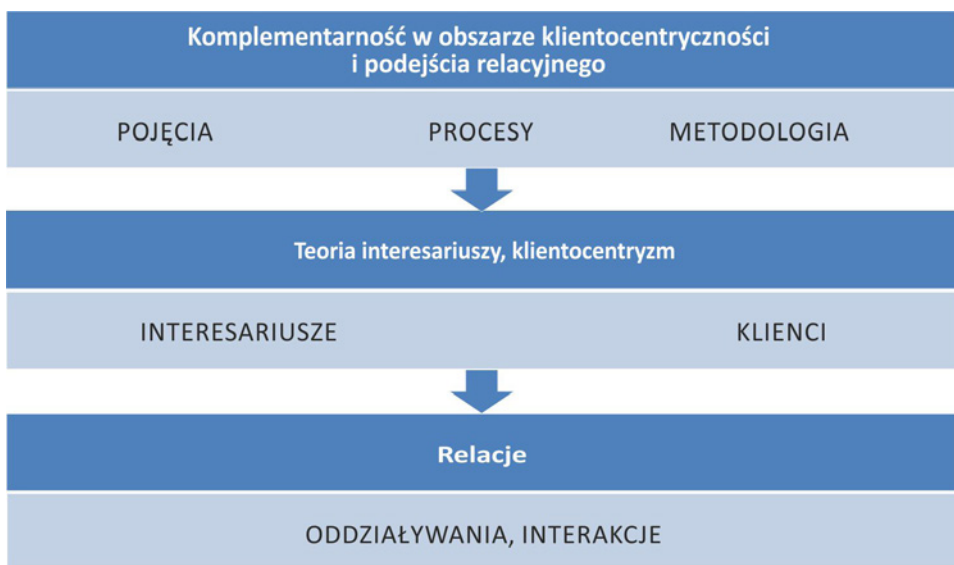 Komplementarność w obszarze klientocentryczności
i podejścia relacyjnego
POJĘCIA PROCESY METODOLOGIA
Teoria interesariuszy, klientocentryzm
INTERESARIUSZE KLIENCI
Relacje
ODDZIAŁYWANIA, INTERAKCJE